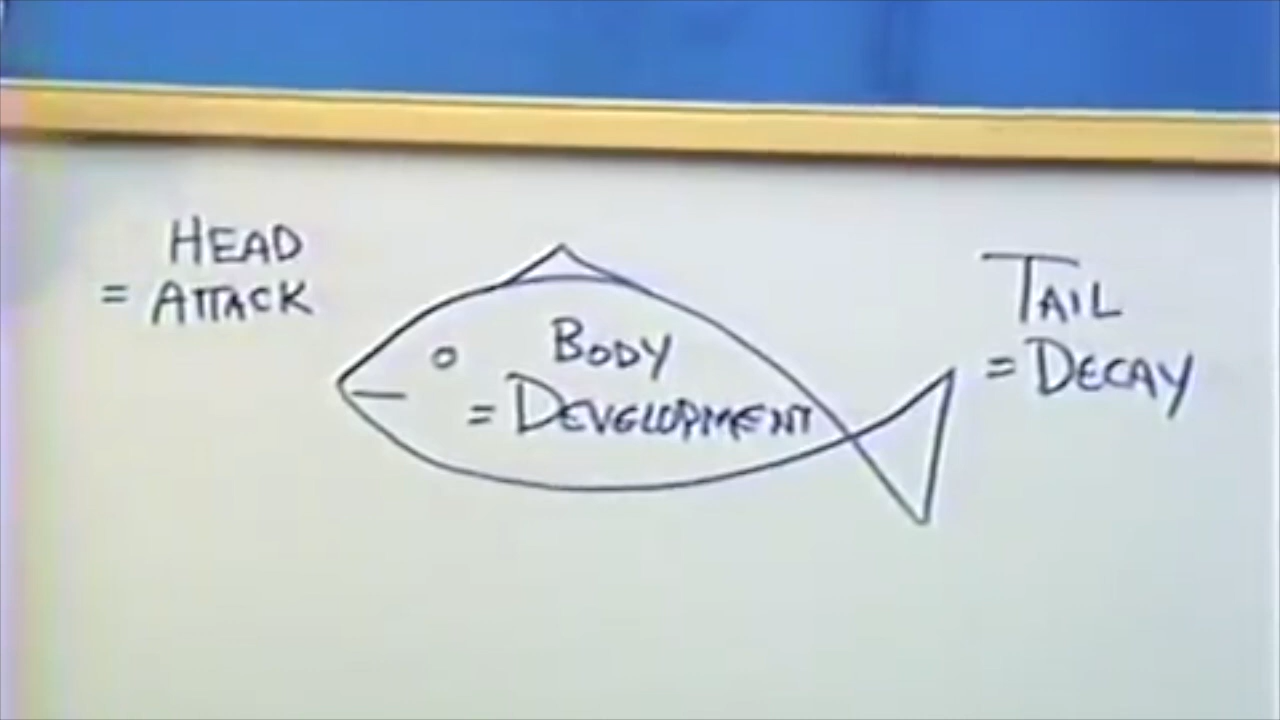 HEAD
= ATTACK
BODY
= DEVELOPMENT
TAIL
= DECAY